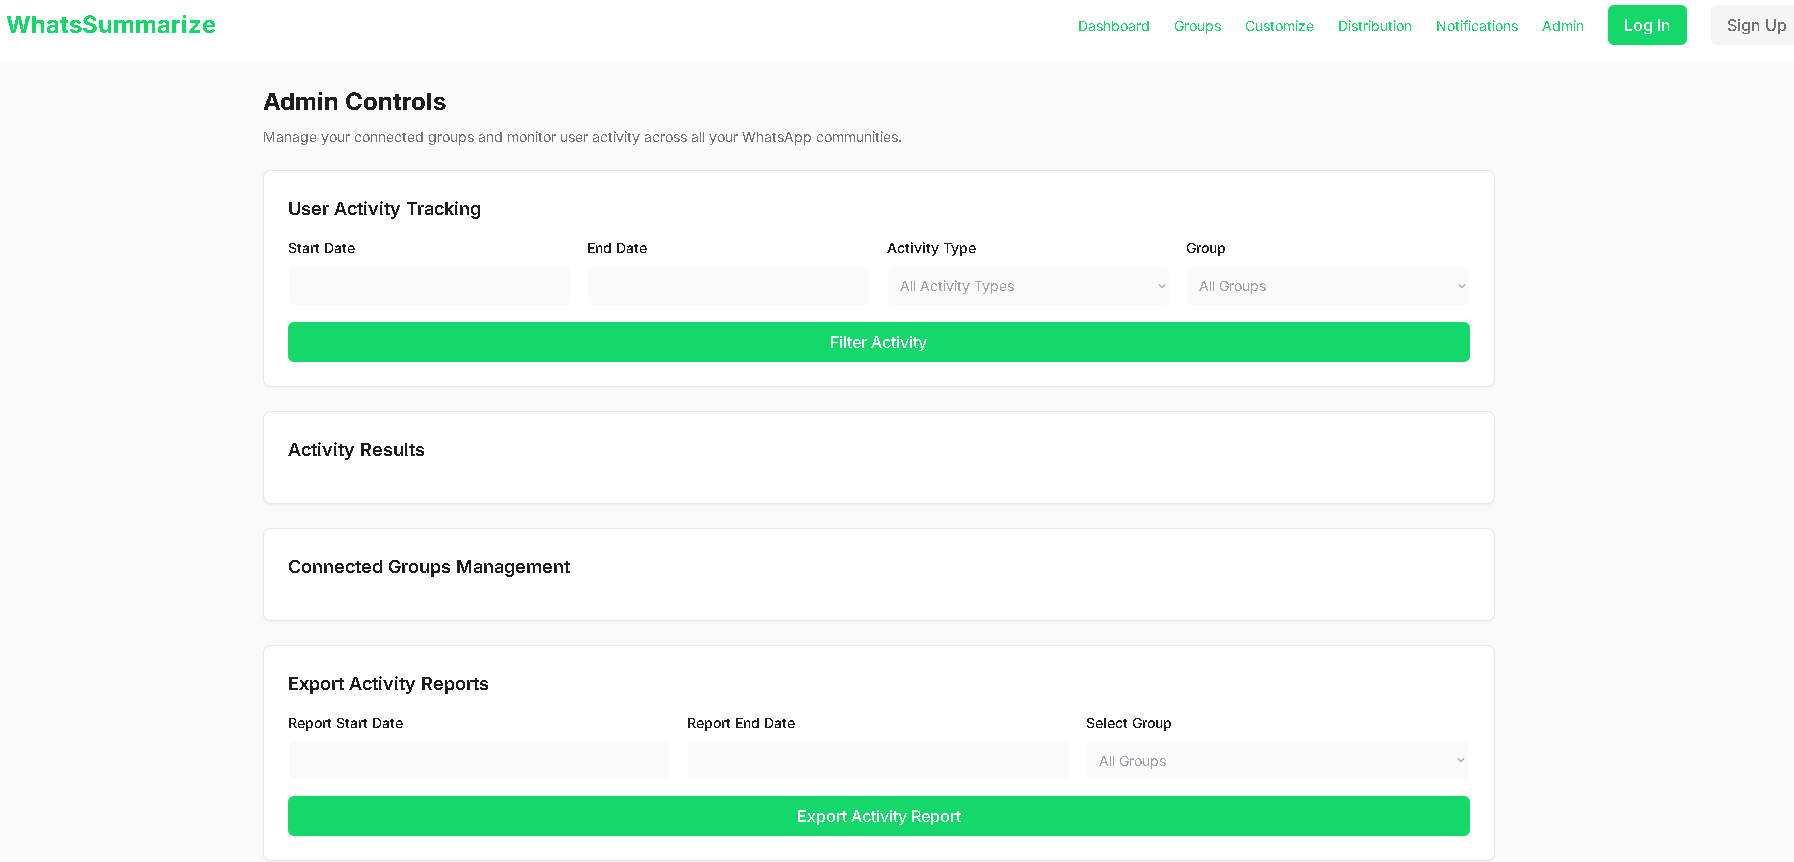 WhatsSummarize
Dashboard Groups Customize Distribution Notifications Admin Log In Sign Up
Admin Controls
Manage your connected groups and monitor user activity across all your WhatsApp communities.
User Activity Tracking
Start Date End Date Activity Type Group
All Activity Types All Groups
Filter Activity
Activity Results
Connected Groups Management
Export Activity Reports
Report Start Date Report End Date Select Group
All Groups
Export Activity Report